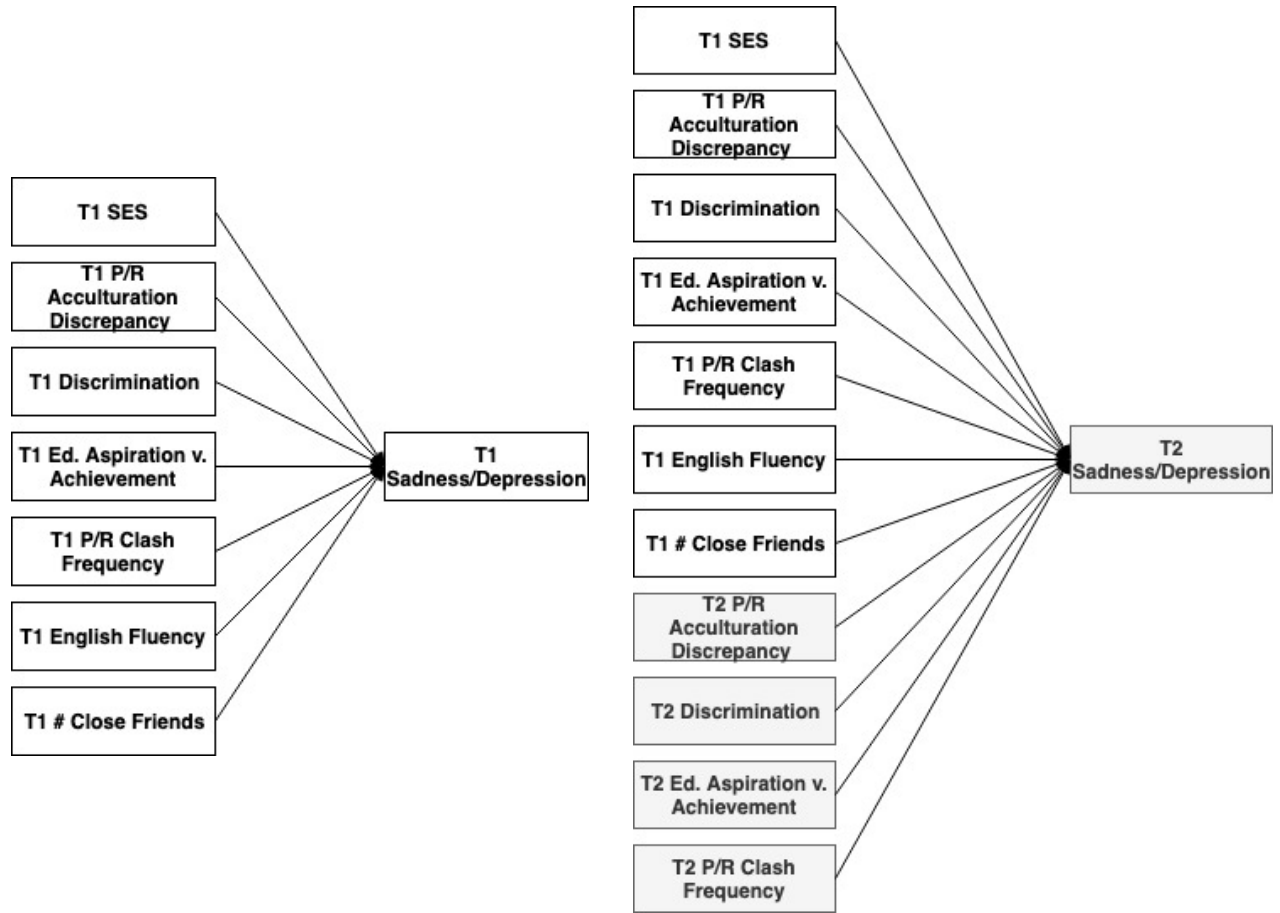 T1 SES
T1 P/R
Acculturation
Discrepancy
T1 Discrimination
T1 Ed. Aspiration v.
Achievement
T1 P/R Clash
Frequency
T1 English Fluency
T1 # Close Friends
T1
Sadness/Depression
T1 SES
T1 P/R
Acculturation
Discrepancy
T1 Discrimination
T1 Ed. Aspiration v.
Achievement
T1 P/R Clash
Frequency
T1 English Fluency
T1 # Close Friends
T2 P/R
Acculturation
Discrepancy
T2 Discrimination
T2 Ed. Aspiration v.
Achievement
T2 P/R Clash
Frequency
T2
Sadness/Depression